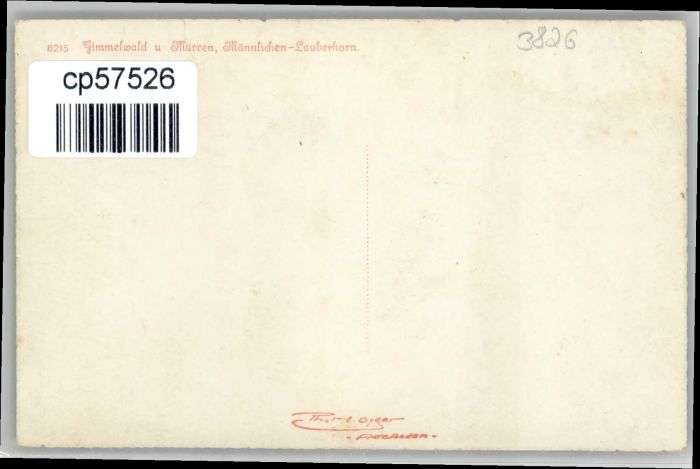 8215 Gimmelwald u Mürren, Männlichen-Lauberhorn.
3826
cp57526